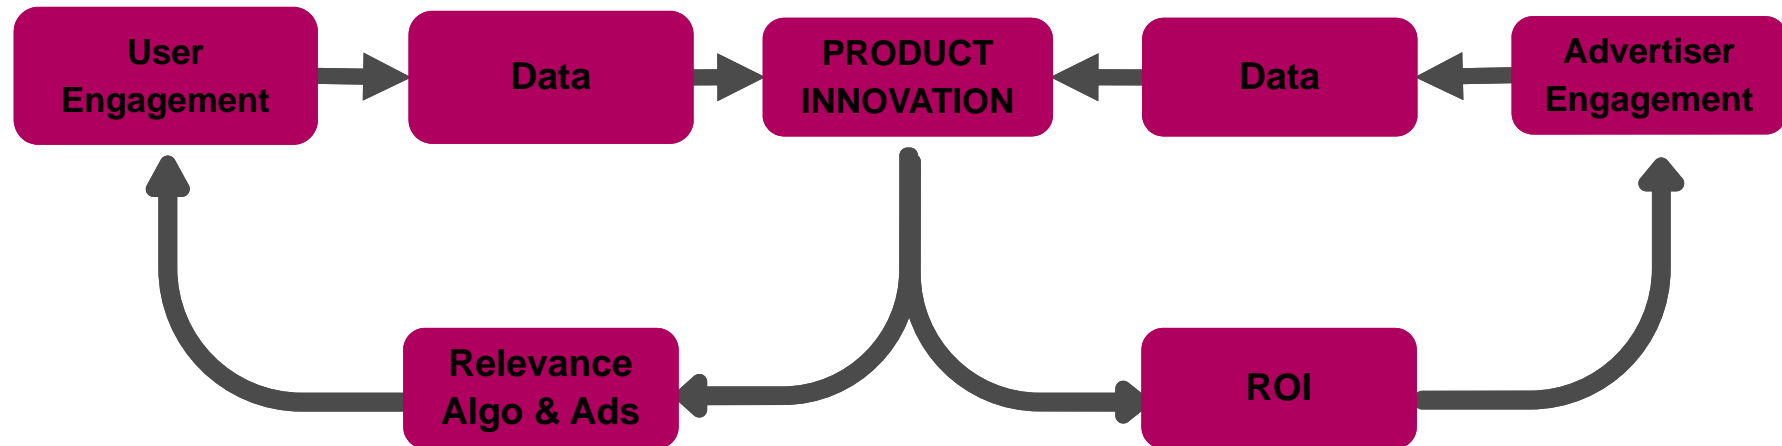 User
Engagement
Data
PRODUCT
INNOVATION
Data
Advertiser
Engagement
Relevance
Algo & Ads
ROI